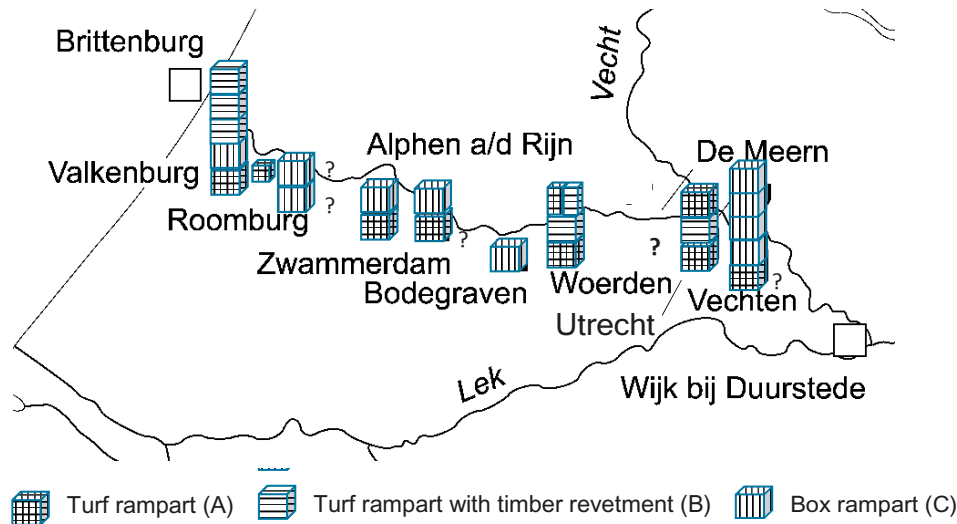 Brittenburg
Vecht
Alphen a/d Rijn
De Meern
Valkenburg
?
Roomburg
?
?
?
Zwammerdam
Bodegraven
Woerden
Vechten
?
Utrecht
Lek
Wijk bij Duurstede
Turf rampart (A)
Turf rampart with timber revetment (B)
Box rampart (C)